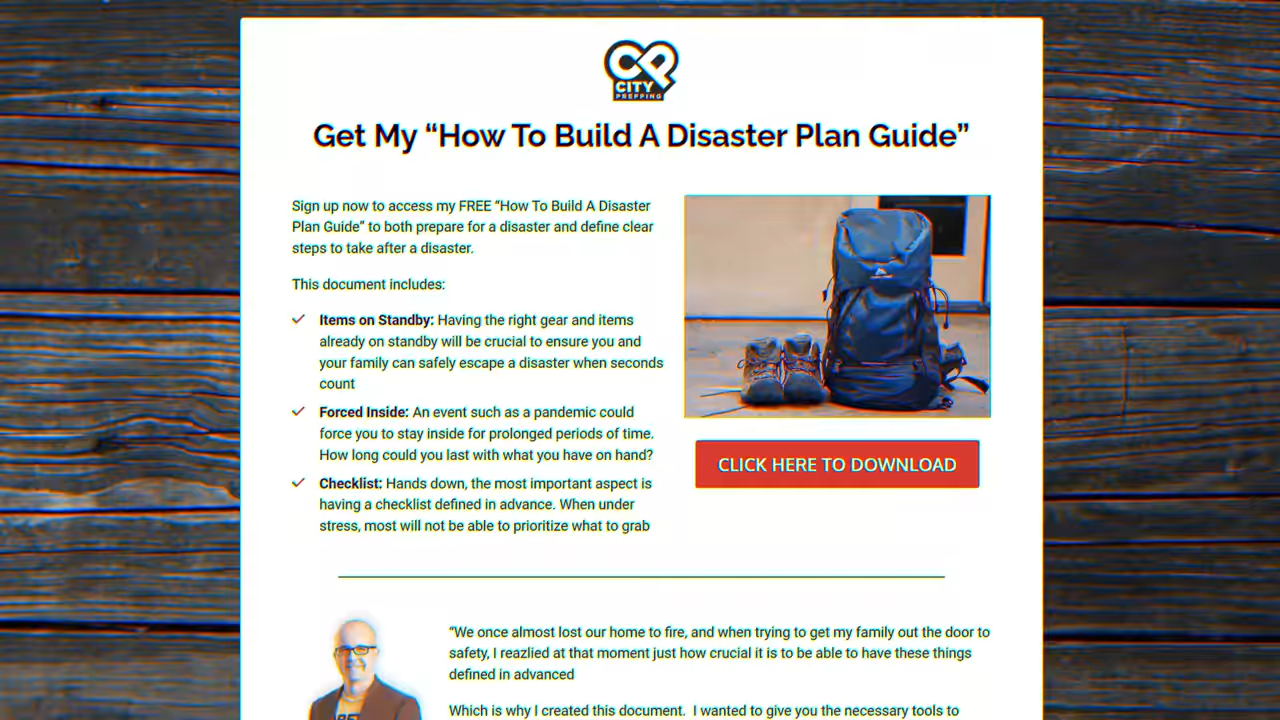 CP
CITY
PREPPING
Get My “How To Build A Disaster Plan Guide”
Sign up now to access my FREE “How To Build A Disaster
Plan Guide” to both prepare for a disaster and define clear
steps to take after a disaster.
This document includes:
Items on Standby: Having the right gear and items
already on standby will be crucial to ensure you and
your family can safely escape a disaster when seconds
count
Forced Inside: An event such as a pandemic could
force you to stay inside for prolonged periods of time.
How long could you last with what you have on hand?
Checklist: Hands down, the most important aspect is
having a checklist defined in advance. When under
stress, most will not be able to prioritize what to grab
CLICK HERE TO DOWNLOAD
“We once almost lost our home to fire, and when trying to get my family out the door to
safety, I reazlied at that moment just how crucial it is to be able to have these things
defined in advanced
Which is why I created this document. I wanted to give you the necessary tools to